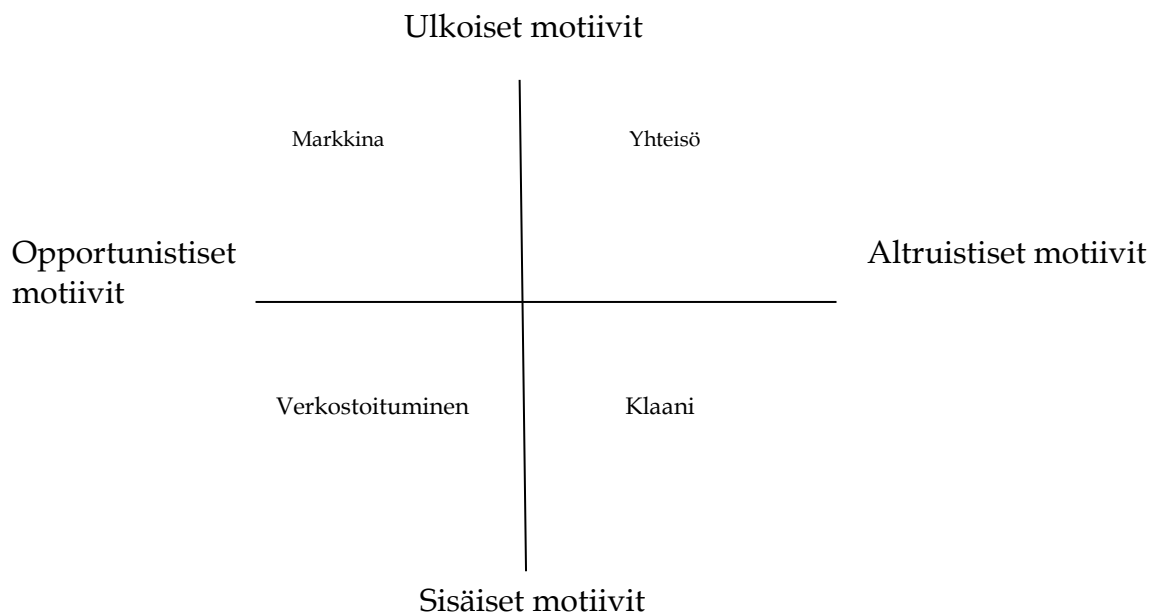 Ulkoiset motiivit
Markkina
Yhteisö
Opportunistiset
motiivit
Altruistiset motiivit
Verkostoituminen
Klaani
Sisäiset motiivit